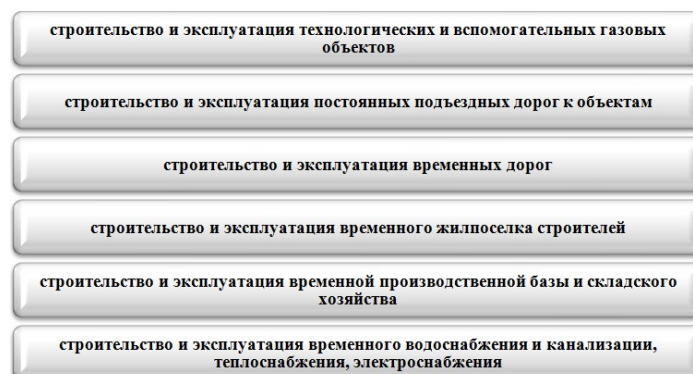 строительство и эксплуатация технологических и вспомогательных газовых
объектов
строительство и эксплуатация постоянных подъездных дорог к объектам
строительство и эксплуатация временных дорог
строительство и эксплуатация временного жилпоселка строителей
строительство и эксплуатация временной производственной базы и складского
хозяйства
строительство и эксплуатация временного водоснабжения и канализации,
теплоснабжения, электроснабжения